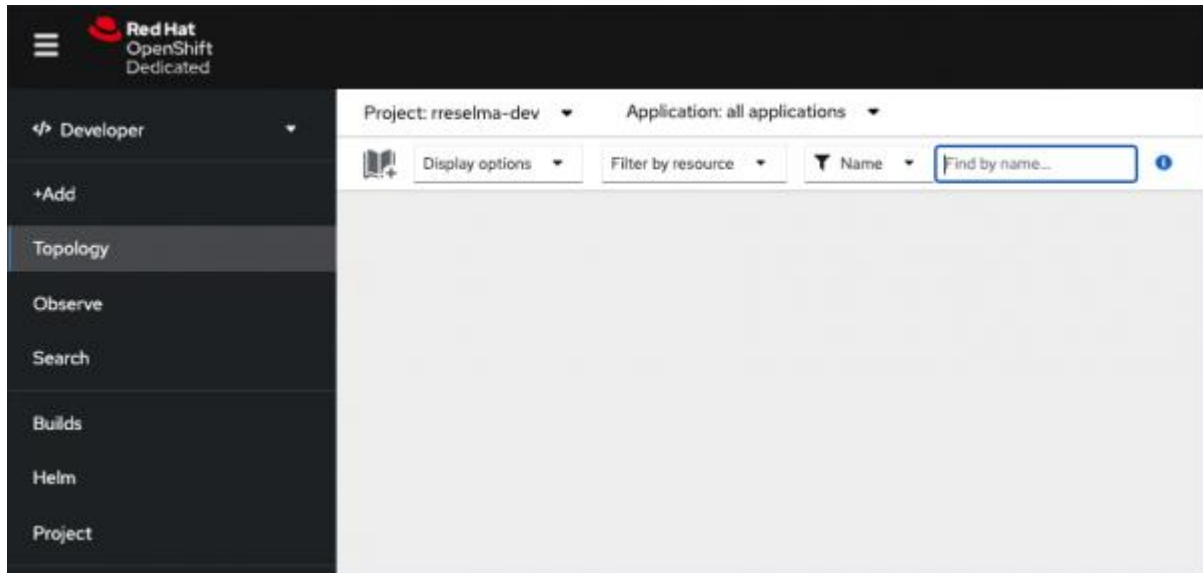 Red Hat
OpenShift
Dedicated
</> Developer
+Add
Topology
Observe
Search
Builds
Helm
Project
Project: rreselma-dev
Application: all applications
Display options
Filter by resource
Name
Find by name...